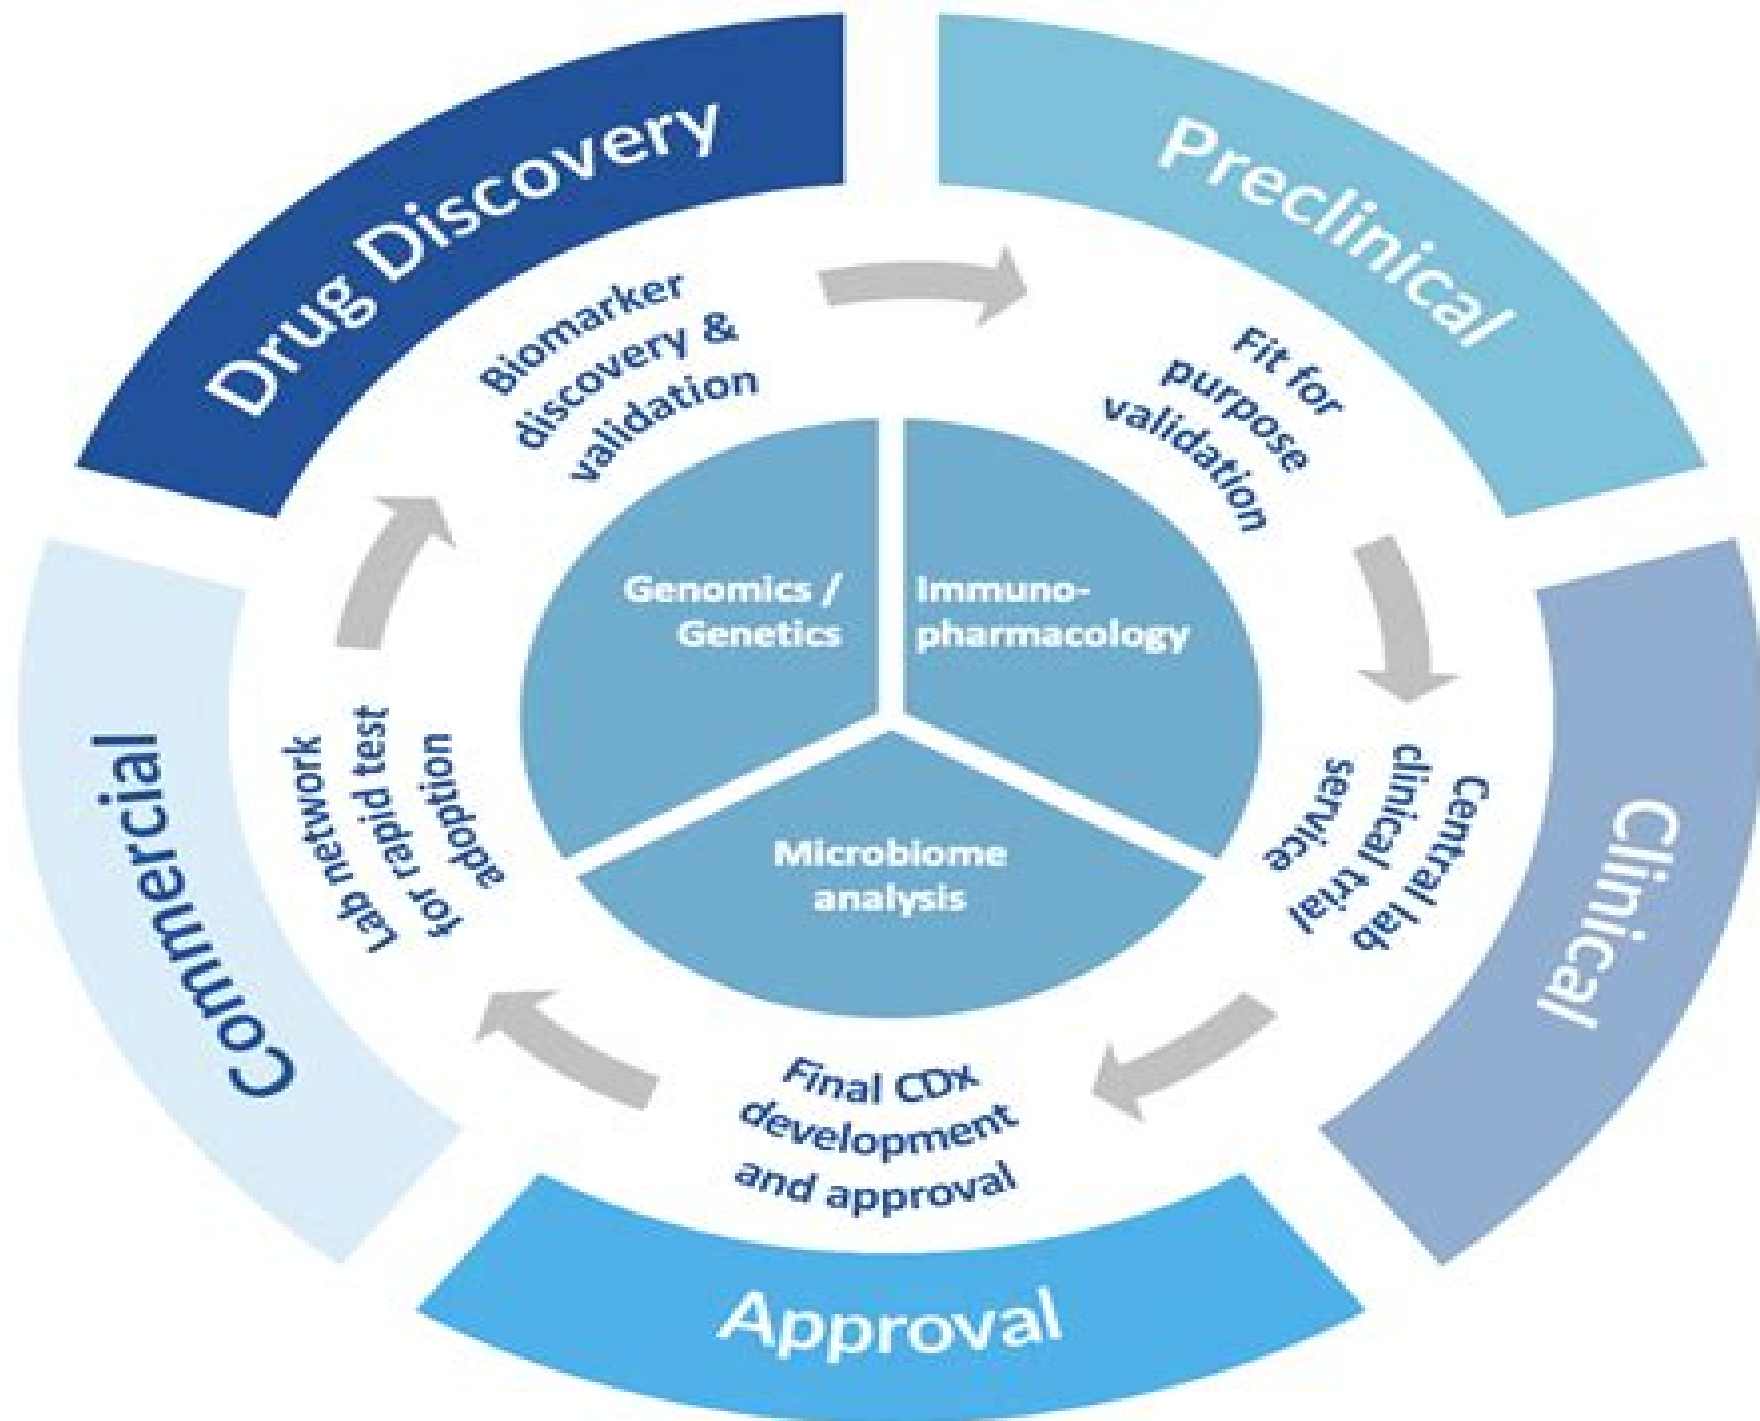 Drug Discovery
Preclinical
Clinical
Approval
Commercial
Biomarker
discovery &
validation
Fit for
purpose
validation
Central lab
clinical trial
service
Final CDx
development
and approval
Lab network
for rapid test
adoption
Genomics /
Genetics
Immuno-
pharmacology
Microbiome
analysis